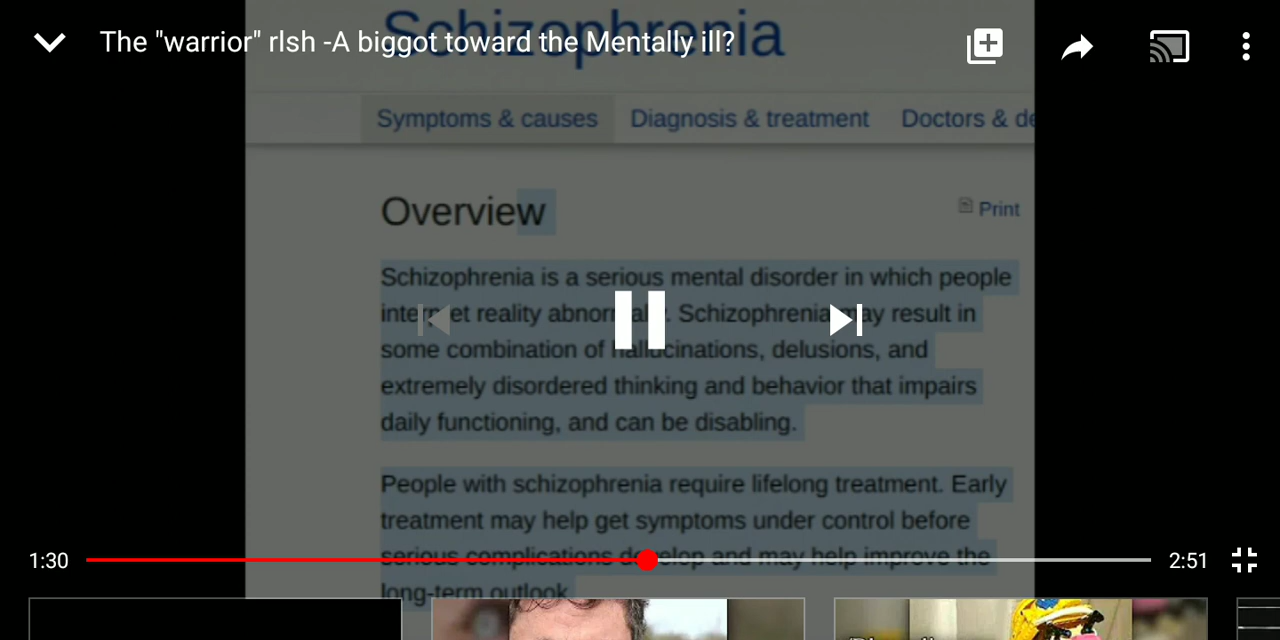 Schizophrenia
The "warrior" rlsh -A biggot toward the Mentally ill?
Symptoms & causes Diagnosis & treatment Doctors & de
Overview
Print
Schizophrenia is a serious mental disorder in which people
interpret reality abnormally. Schizophrenia may result in
some combination of hallucinations, delusions, and
extremely disordered thinking and behavior that impairs
daily functioning, and can be disabling.
People with schizophrenia require lifelong treatment. Early
treatment may help get symptoms under control before
serious complications develop and may help improve the
long-term outlook.
1:30
2:51